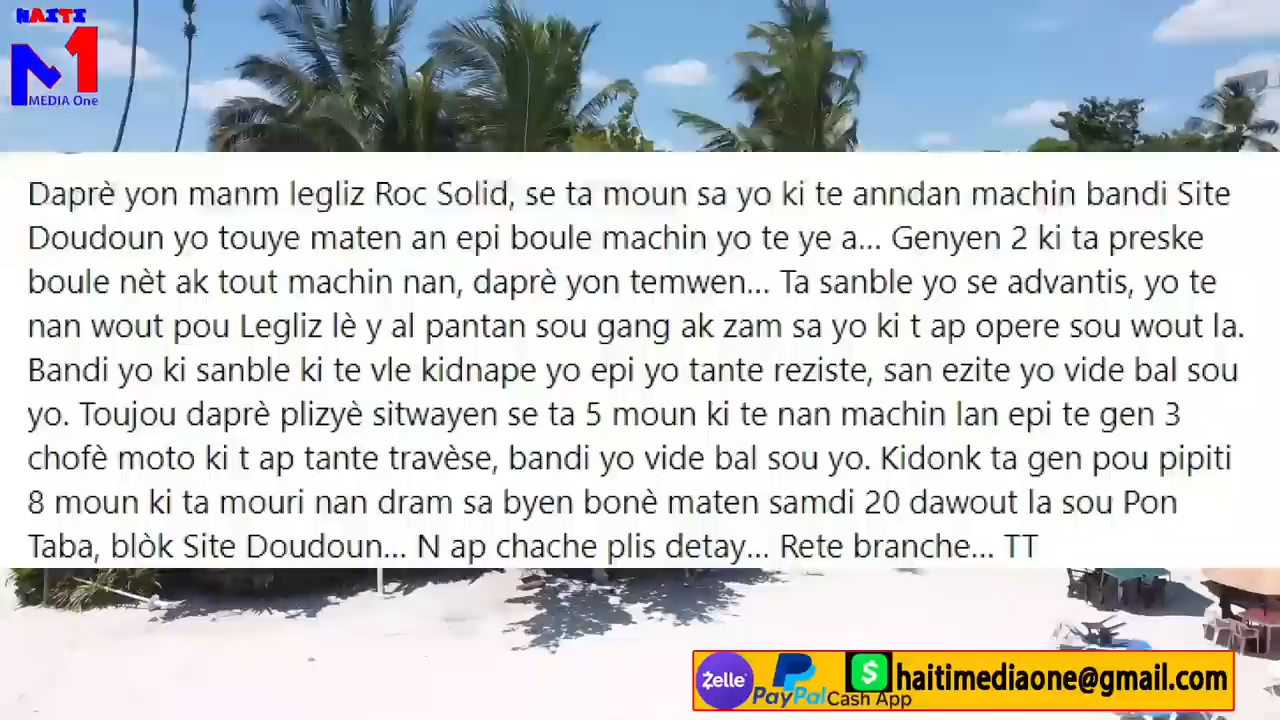 HAITI
M1
MEDIA One
Daprè yon manm legliz Roc Solid, se ta moun sa yo ki te anndan machin bandi Site
Doudoun yo touye maten an epi boule machin yo te ye a... Genyen 2 ki ta preske
boule nèt ak tout machin nan, daprè yon temwen... Ta sanble yo se advantis, yo te
nan wout pou Legliz lè y al pantan sou gang ak zam sa yo ki t ap opere sou wout la.
Bandi yo ki sanble ki te vle kidnape yo epi yo tante reziste, san ezite yo vide bal sou
yo. Toujou daprè plizyè sitwayen se ta 5 moun ki te nan machin lan epi te gen 3
chofè moto ki t ap tante travèse, bandi yo vide bal sou yo. Kidonk ta gen pou pipiti
8 moun ki ta mouri nan dram sa byen bonè maten samdi 20 dawout la sou Pon
Taba, blòk Site Doudoun... N ap chache plis detay... Rete branche... TT
Zelle PayPal $ Cash App haitimediaone@gmail.com